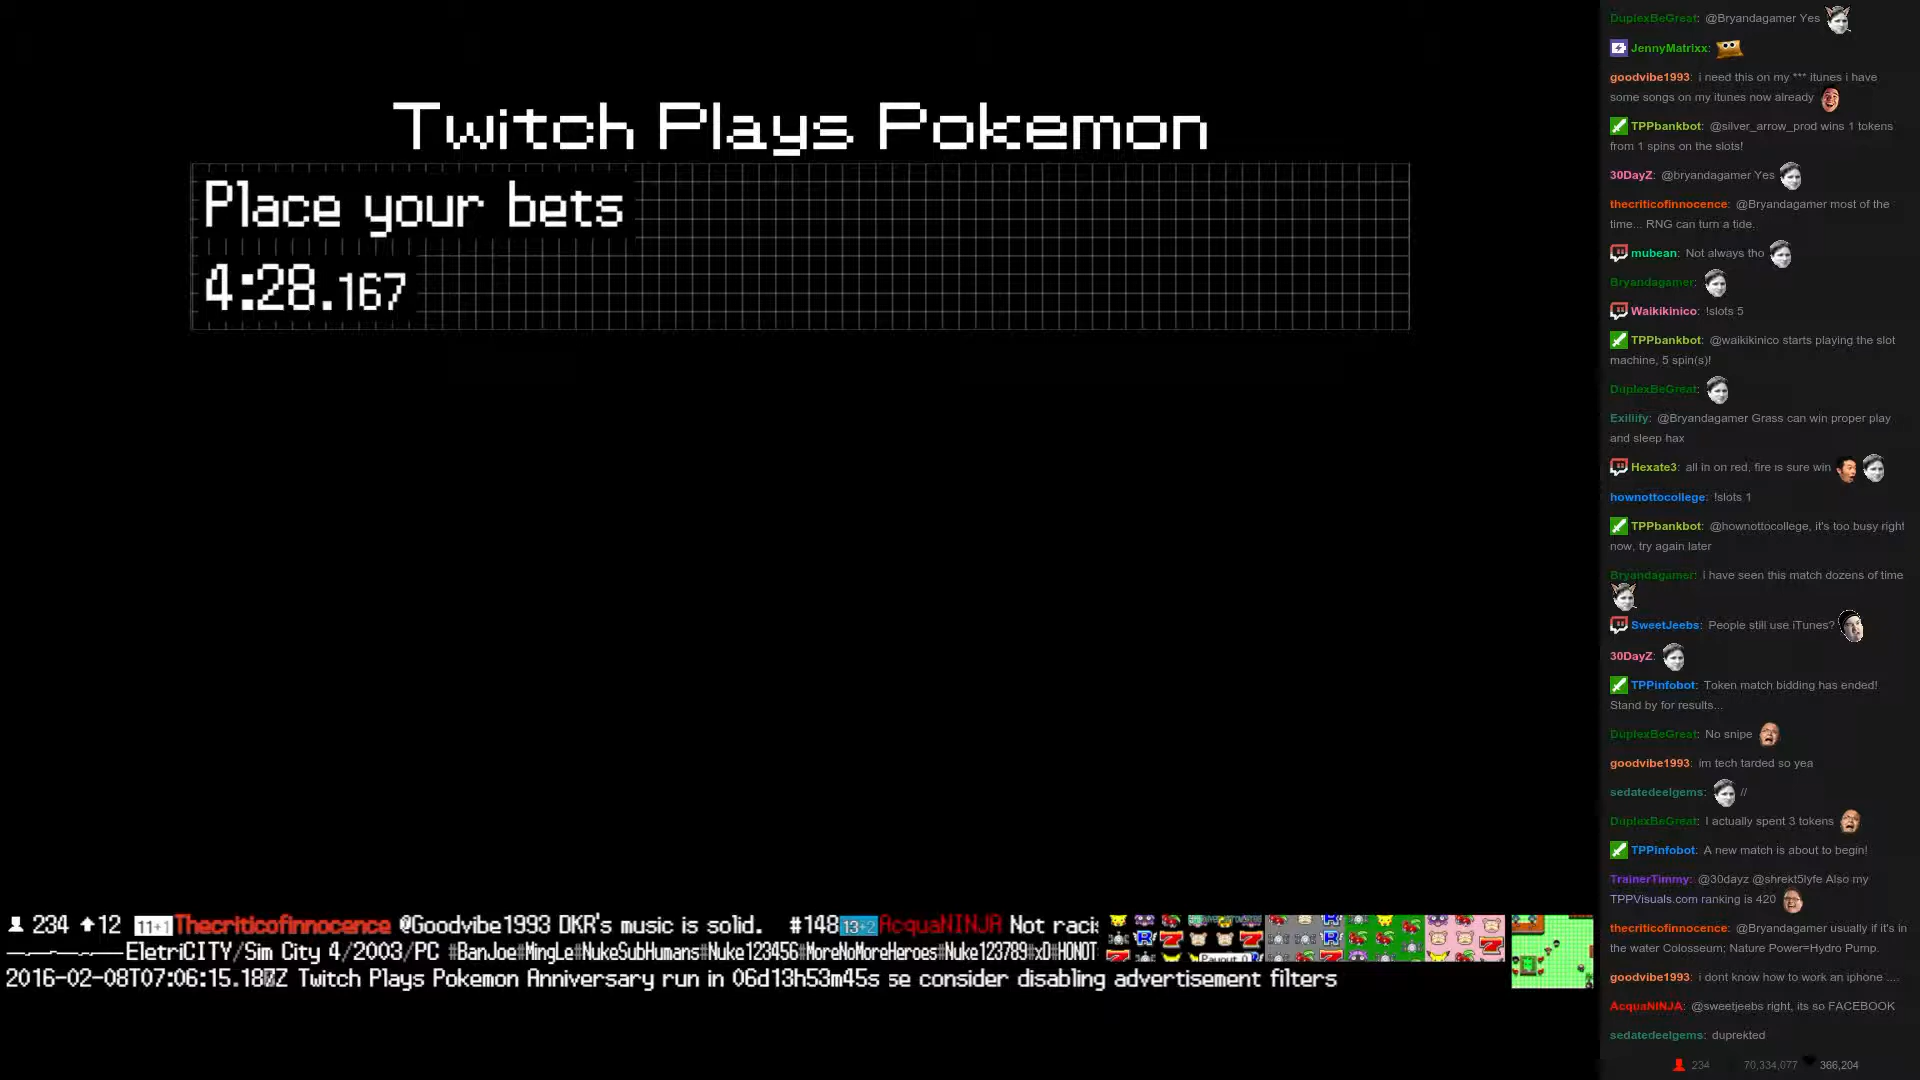 Twitch Plays Pokemon
Place your bets
4:28.167
234 12 11+1 Thecriticofinnocence @Goodvibe1993 DKR's music is solid. #148 13+2 AcquaNINJA Not racis
EletriCITY/Sim City 4/2003/PC #BanJoe#MingLe#NukeSubHumans#Nuke123456#MoreNoMoreHeroes#Nuke123789#xD#HONOT
2016-02-08T07:06:15.180Z Twitch Plays Pokemon Anniversary run in 06d13h53m45s se consider disabling advertisement filters
DuplexBeGreat: @Bryandagamer Yes
JennyMatrixx:
goodvibe1993: i need this on my *** itunes i have
some songs on my itunes now already
TPPbankbot: @silver_arrow_prod wins 1 tokens
from 1 spins on the slots!
30DayZ: @bryandagamer Yes
thecriticofinnocence: @Bryandagamer most of the
time... RNG can turn a tide.
mubean: Not always tho
Bryandagamer:
Waikikinico: !slots 5
TPPbankbot: @waikikinico starts playing the slot
machine, 5 spin(s)!
DuplexBeGreat:
Exilify: @Bryandagamer Grass can win proper play
and sleep hax
Hexate3: all in on red, fire is sure win
hownottocollege: !slots 1
TPPbankbot: @hownottocollege, it's too busy right
now, try again later
Bryandagamer: I have seen this match dozens of time
SweetJeebs: People still use iTunes?
30DayZ:
TPPinfobot: Token match bidding has ended!
Stand by for results...
DuplexBeGreat: No snipe
goodvibe1993: im tech tarded so yea
sedatedeelgems: //
DuplexBeGreat: I actually spent 3 tokens
TPPinfobot: A new match is about to begin!
TrainerTimmy: @30dayz @shrekt5lyfe Also my
TPPVisuals.com ranking is 420
thecriticofinnocence: @Bryandagamer usually if it's in
the water Colosseum; Nature Power=Hydro Pump.
goodvibe1993: i dont know how to work an iphone ....
AcquaNINJA: @sweetjeebs right, its so FACEBOOK
sedatedeelgems: duprekted
234 70,334,077 366,204